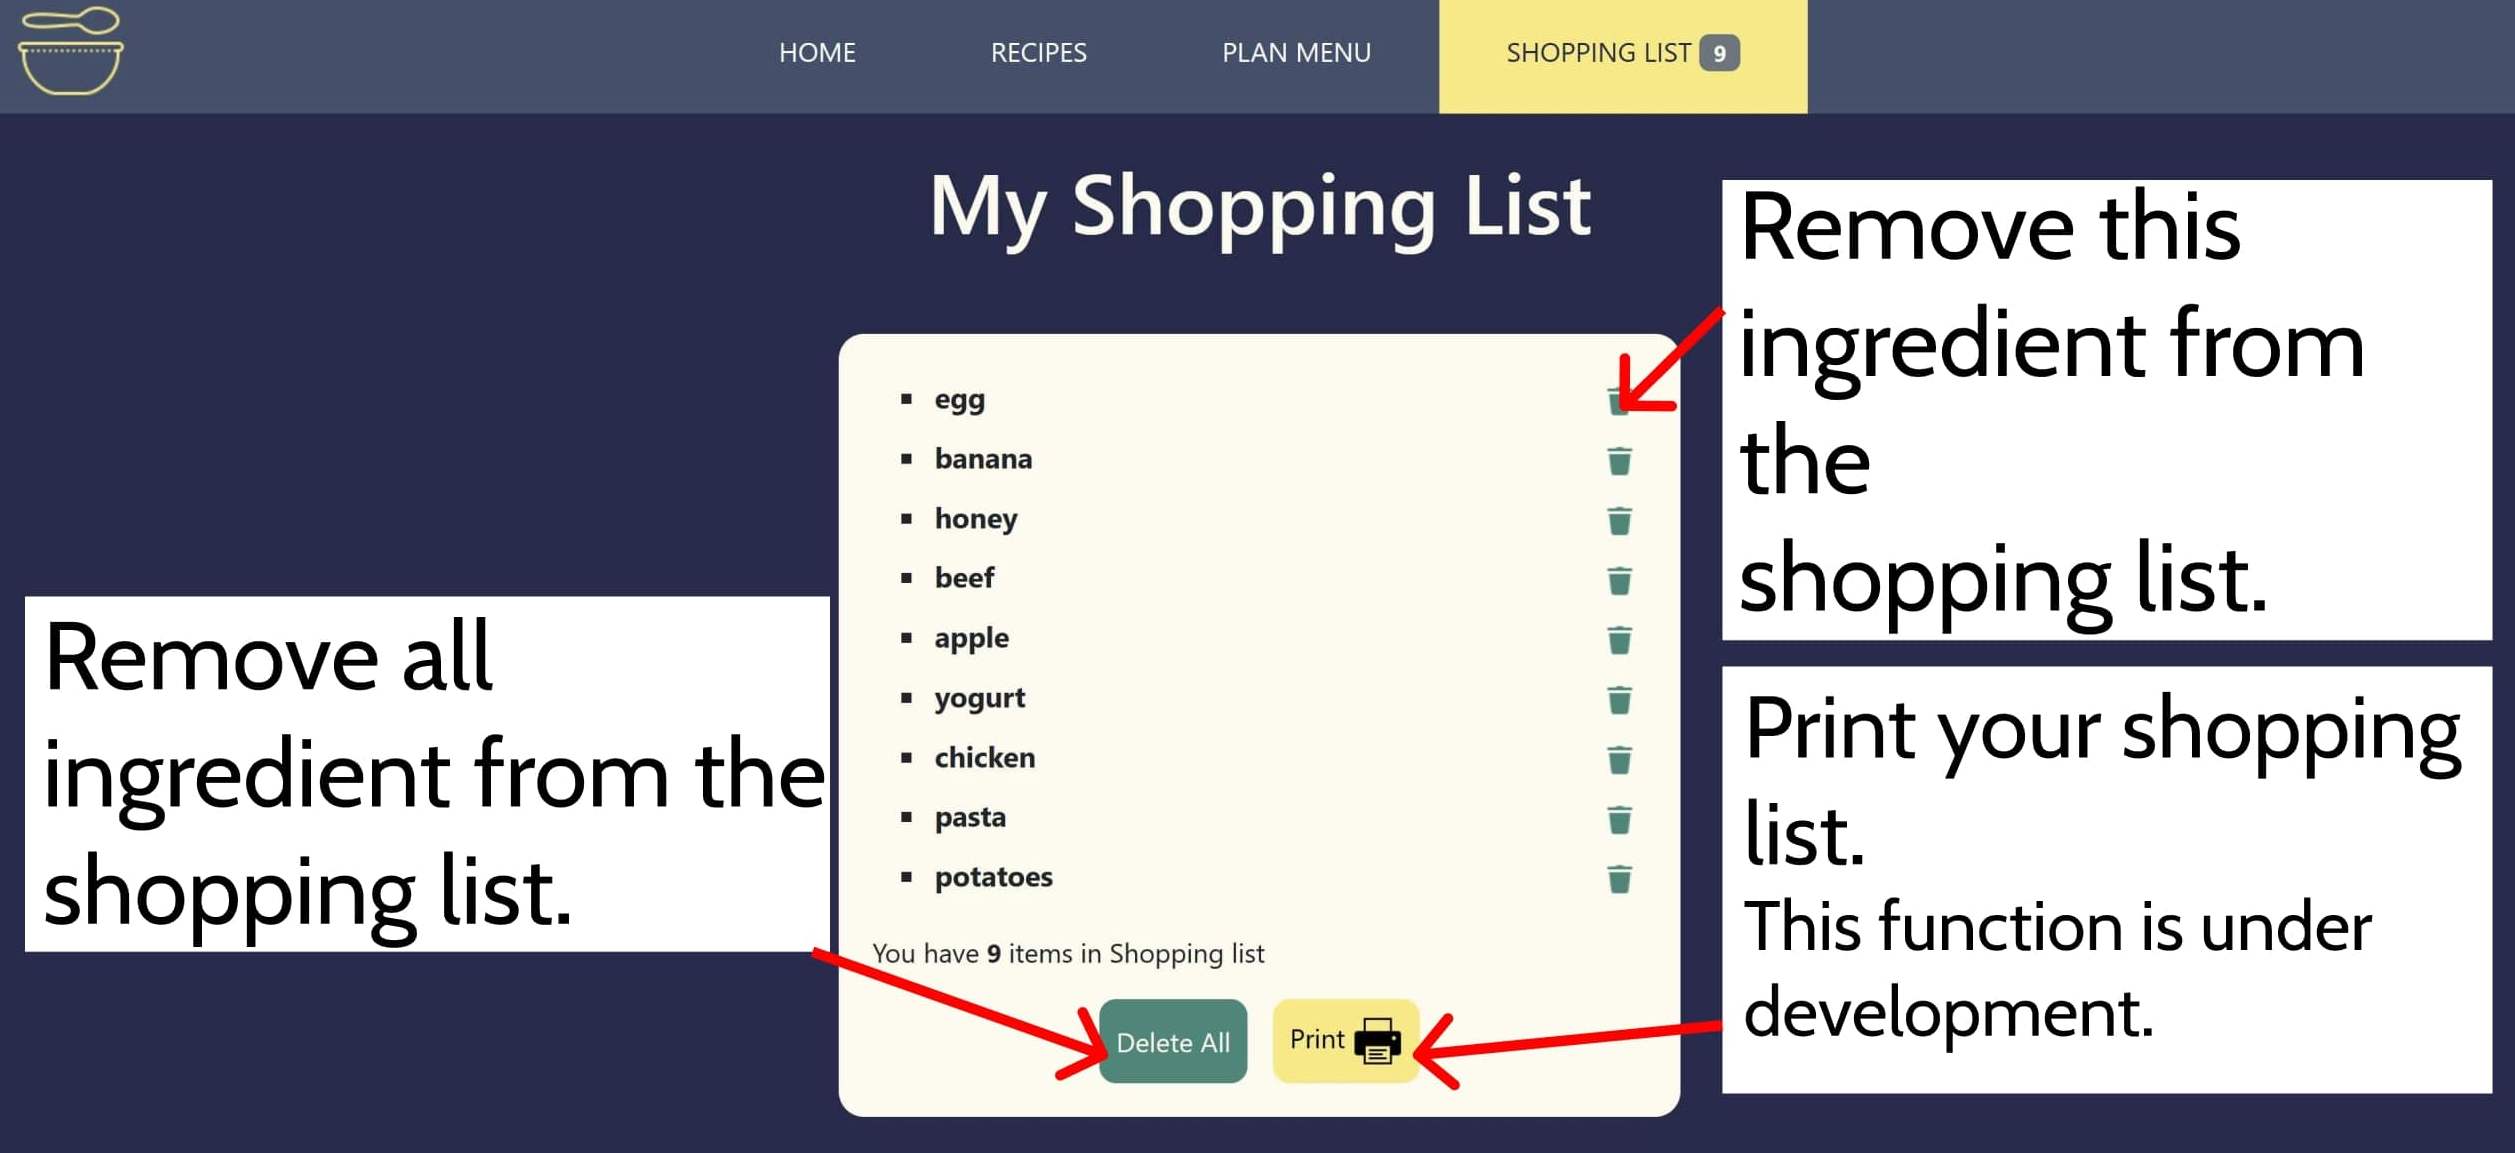 HOME
RECIPES
PLAN MENU
SHOPPING LIST 9
My Shopping List
Remove this
ingredient from
the
shopping list.
egg
banana
honey
beef
apple
yogurt
chicken
pasta
potatoes
Remove all
ingredient from the
shopping list.
Print your shopping
list.
This function is under
development.
You have 9 items in Shopping list
Delete All
Print